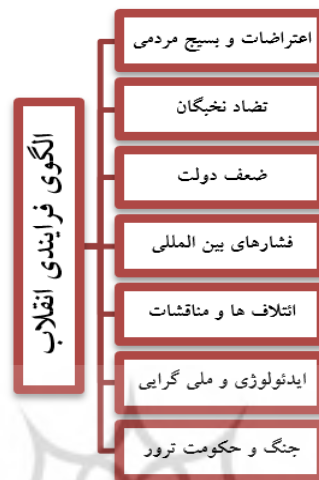 الگوی فرایندی انقلاب
اعتراضات و بسیج مردمی
تضاد نخبگان
ضعف دولت
فشارهای بین المللی
ائتلاف ها و مناقشات
ایدئولوژی و ملی گرایی
جنگ و حکومت ترور